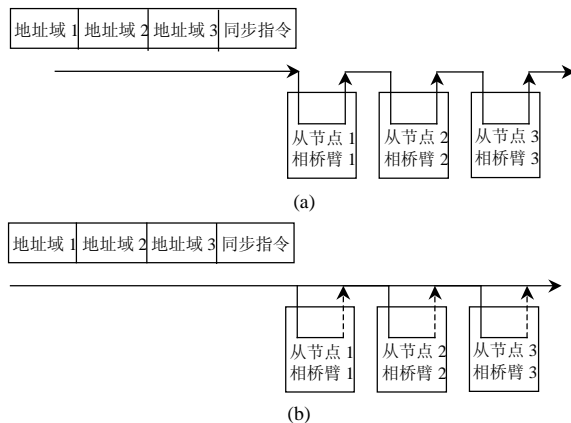 地址域 1 地址域 2 地址域 3 同步指令
从节点 1 从节点 2 从节点 3
相桥臂 1 相桥臂 2 相桥臂 3
(a)
地址域 1 地址域 2 地址域 3 同步指令
从节点 1 从节点 2 从节点 3
相桥臂 1 相桥臂 2 相桥臂 3
(b)